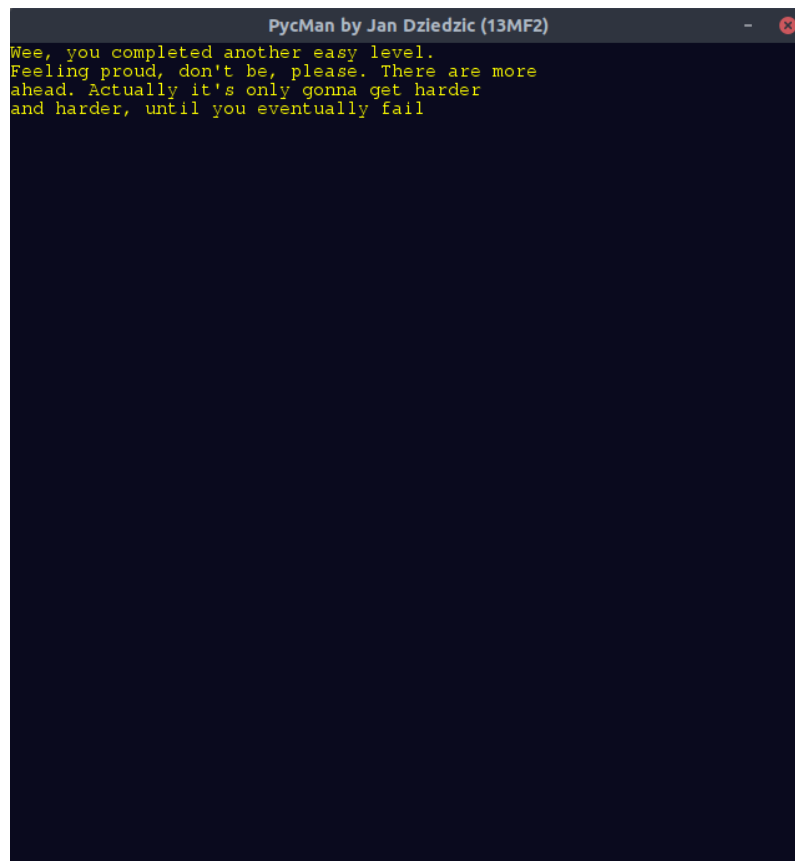 PycMan by Jan Dziedzic (13MF2)
Wee, you completed another easy level.
Feeling proud, don't be, please. There are more
ahead. Actually it's only gonna get harder
and harder, until you eventually fail